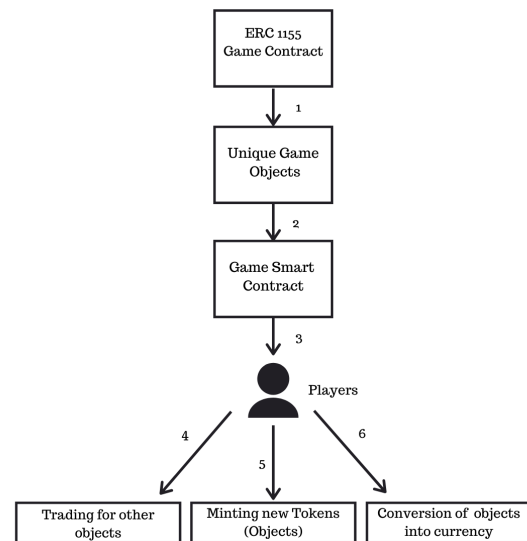 ERC 1155
Game Contract
1
Unique Game
Objects
2
Game Smart
Contract
3
Players
4
5
6
Trading for other
objects
Minting new Tokens
(Objects)
Conversion of objects
into currency